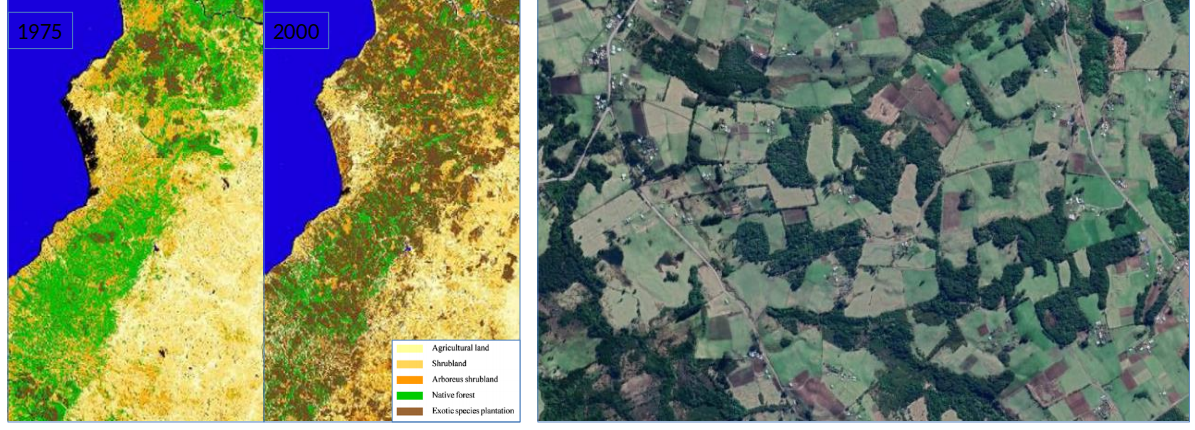 1975
2000
Agricultural land
Shrubland
Arboreus shrubland
Native forest
Exotic species plantation